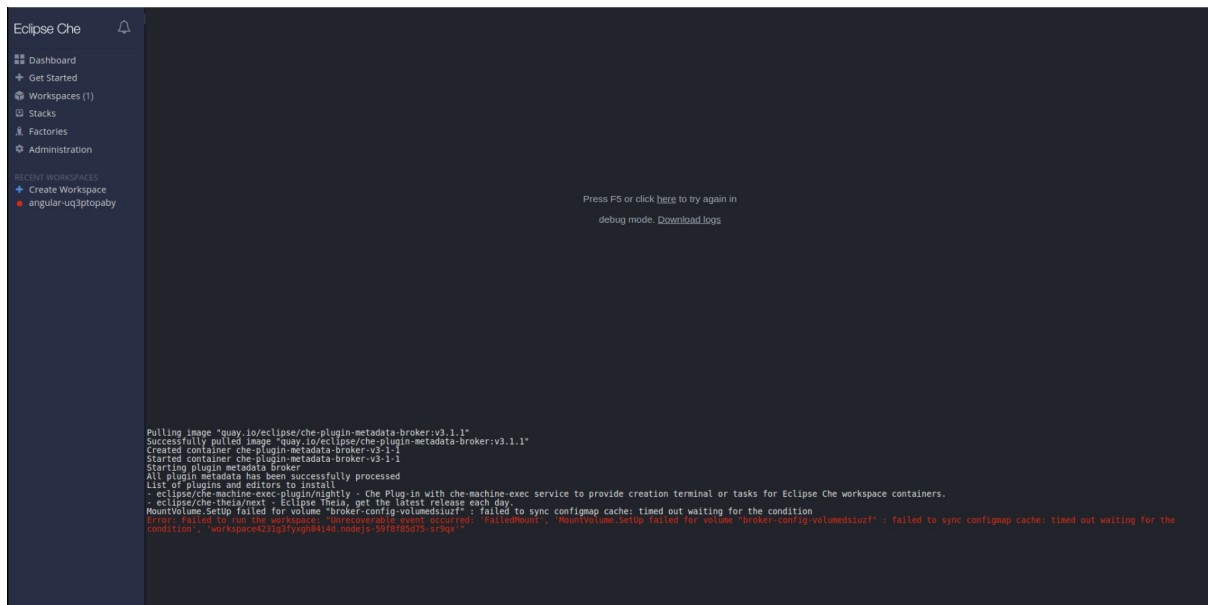 Eclipse Che
Dashboard
Get Started
Workspaces (1)
Stacks
Factories
Administration
RECENT WORKSPACES
Create Workspace
angular-uq3ptopaby
Press F5 or click here to try again in
debug mode. Download logs
Pulling image "quay.io/eclipse/che-plugin-metadata-broker:v3.1.1"
Successfully pulled image "quay.io/eclipse/che-plugin-metadata-broker:v3.1.1"
Created container che-plugin-metadata-broker-v3-1-1
Started container che-plugin-metadata-broker-v3-1-1
Starting plugin metadata broker
All plugin metadata has been successfully processed
List of plugins and editors to install
- eclipse/che-machine-exec-plugin/nightly - Che Plug-in with che-machine-exec service to provide creation terminal or tasks for Eclipse Che workspace containers.
- eclipse/che-theia/next - Eclipse Theia, get the latest release each day.
MountVolume.SetUp failed for volume "broker-config-volumedsiuzf" : failed to sync configmap cache: timed out waiting for the condition
Error: Failed to run the workspace: "Unrecoverable event occurred: 'FailedMount', 'MountVolume.SetUp failed for volume "broker-config-volumedsiuzf" : failed to sync configmap cache: timed out waiting for the
condition', 'workspace4231g3fyxgh8414d.nodejs-59f8f85d75-sr9qx'"